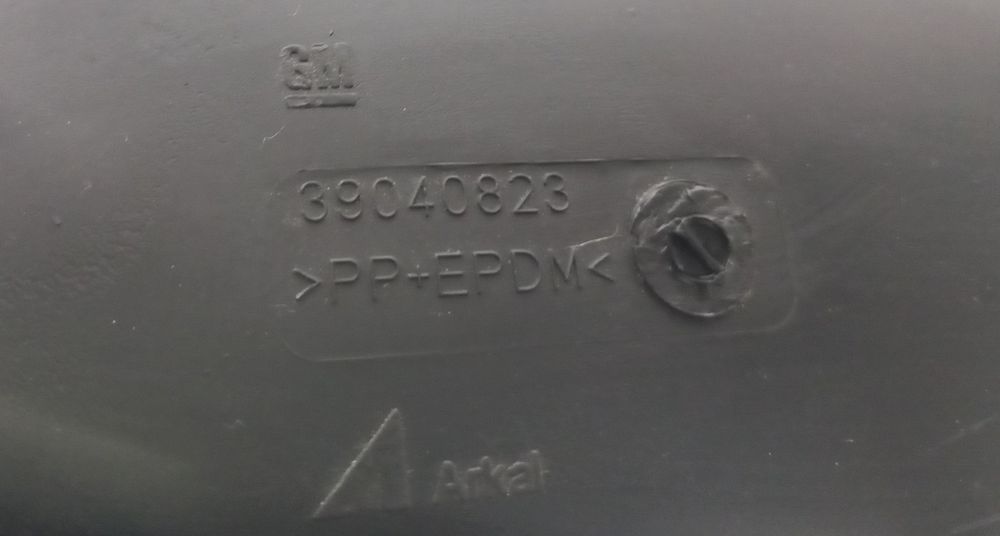 GM
39040823
>PP+EPDM<
Arkal